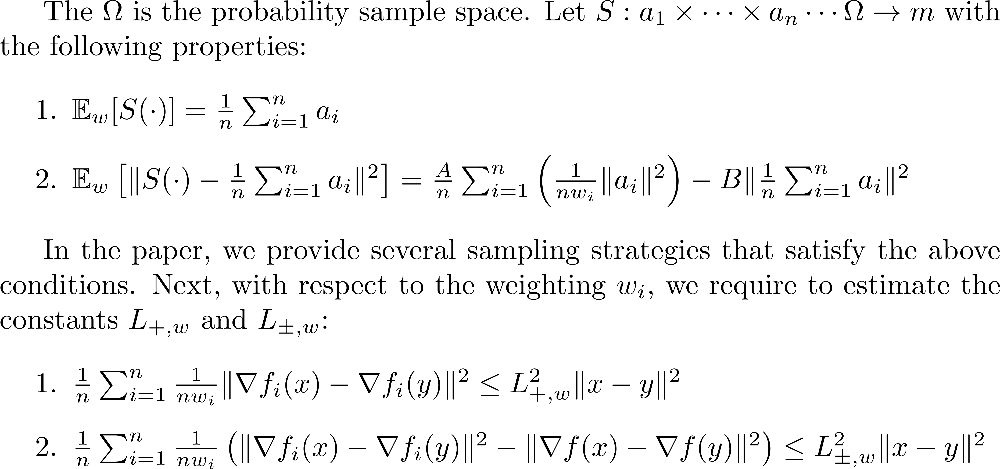 The Ω is the probability sample space. Let $S : a_1 \times \cdots \times a_n \cdots \Omega \to m$ with
the following properties:
1. $\mathbb{E}_w[S(\cdot)] = \frac{1}{n} \sum_{i=1}^{n} a_i$
2. $\mathbb{E}_w \left[ \| S(\cdot) - \frac{1}{n} \sum_{i=1}^{n} a_i \|^2 \right] = \frac{A}{n} \sum_{i=1}^{n} \left( \frac{1}{nw_i} \| a_i \|^2 \right) - B \| \frac{1}{n} \sum_{i=1}^{n} a_i \|^2$
In the paper, we provide several sampling strategies that satisfy the above
conditions. Next, with respect to the weighting $w_i$, we require to estimate the
constants $L_{+,w}$ and $L_{\pm,w}$:
1. $\frac{1}{n} \sum_{i=1}^{n} \frac{1}{nw_i} \| \nabla f_i(x) - \nabla f_i(y) \|^2 \leq L_{+,w}^2 \| x - y \|^2$
2. $\frac{1}{n} \sum_{i=1}^{n} \frac{1}{nw_i} \left( \| \nabla f_i(x) - \nabla f_i(y) \|^2 - \| \nabla f(x) - \nabla f(y) \|^2 \right) \leq L_{\pm,w}^2 \| x - y \|^2$